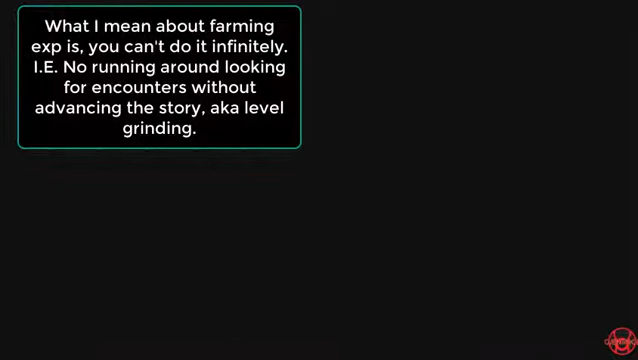 What I mean about farming
exp is, you can't do it infinitely.
I.E. No running around looking
for encounters without
advancing the story, aka level
grinding.